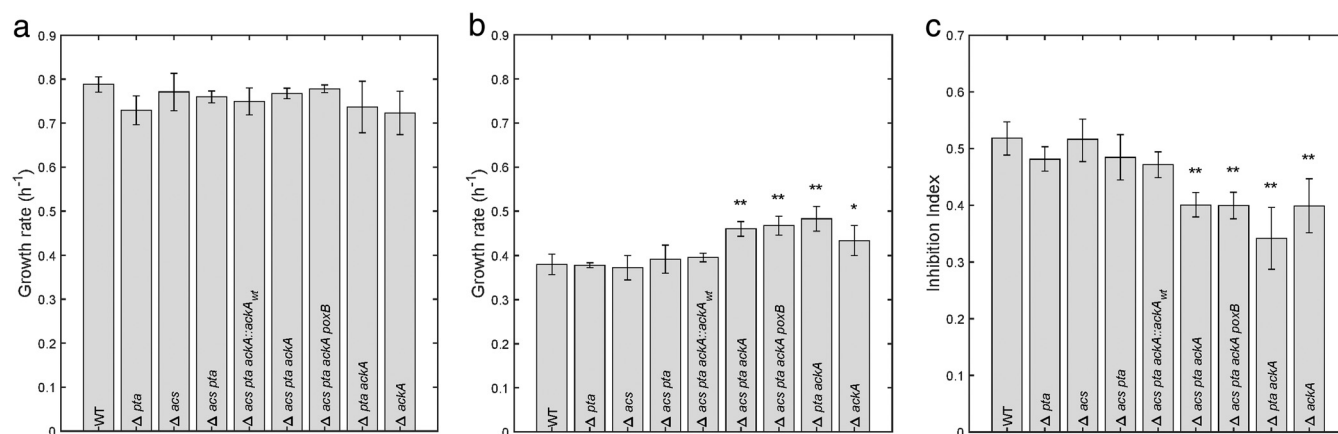 a
0.9
0.8
0.7
0.6
0.5
0.4
0.3
0.2
0.1
0
Growth rate (h⁻¹)
WT
Δ pta
Δ acs
Δ acs pta
Δ acs pta ackA::ackA_wt
Δ acs pta ackA
Δ acs pta ackA poxB
Δ pta ackA
Δ ackA
b
0.9
0.8
0.7
0.6
0.5
0.4
0.3
0.2
0.1
0
Growth rate (h⁻¹)
** ** ** *
WT
Δ pta
Δ acs
Δ acs pta
Δ acs pta ackA::ackA_wt
Δ acs pta ackA
Δ acs pta ackA poxB
Δ pta ackA
Δ ackA
c
0.7
0.6
0.5
0.4
0.3
0.2
0.1
0
Inhibition Index
** ** ** **
WT
Δ pta
Δ acs
Δ acs pta
Δ acs pta ackA::ackA_wt
Δ acs pta ackA
Δ acs pta ackA poxB
Δ pta ackA
Δ ackA